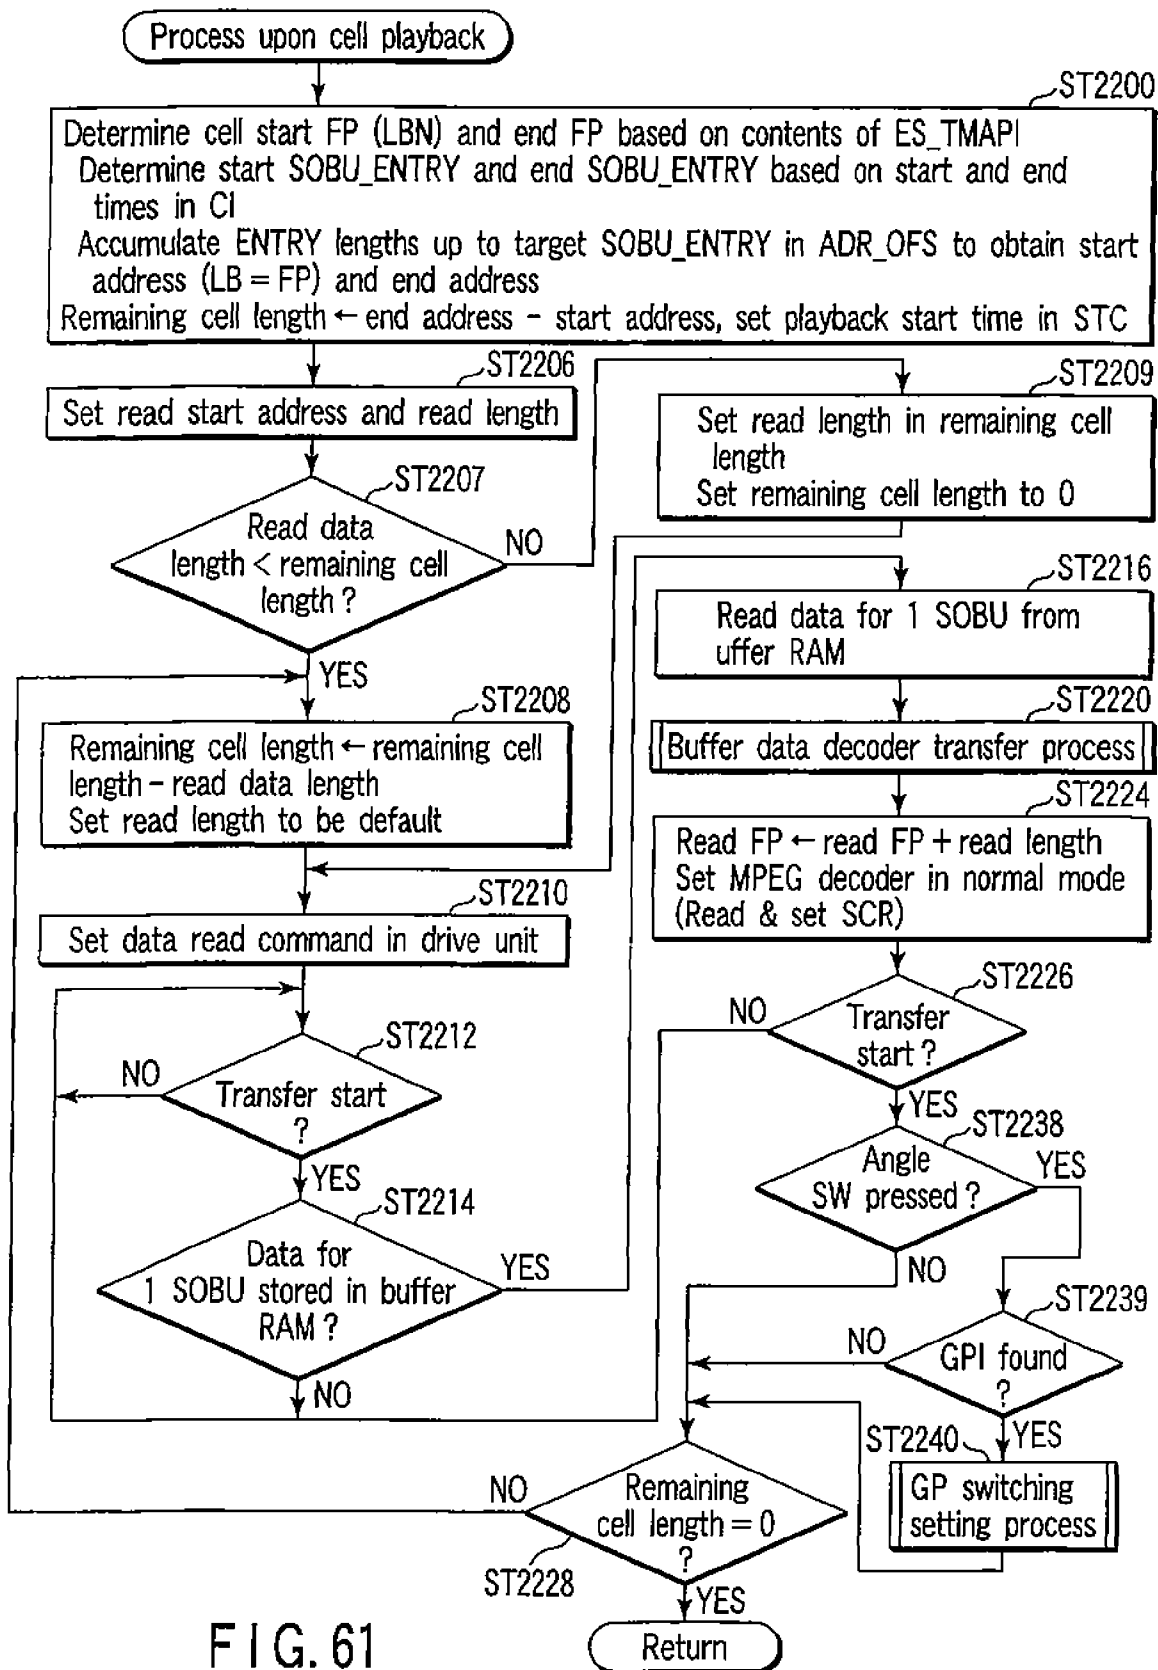 Process upon cell playback
ST2200
Determine cell start FP (LBN) and end FP based on contents of ES_TMAPI
Determine start SOBU_ENTRY and end SOBU_ENTRY based on start and end
times in CI
Accumulate ENTRY lengths up to target SOBU_ENTRY in ADR_OFS to obtain start
address (LB = FP) and end address
Remaining cell length ← end address - start address, set playback start time in STC
ST2206
Set read start address and read length
ST2207
Read data
length < remaining cell
length ?
NO
YES
ST2209
Set read length in remaining cell
length
Set remaining cell length to 0
ST2208
Remaining cell length ← remaining cell
length - read data length
Set read length to be default
ST2210
Set data read command in drive unit
ST2212
Transfer start
?
NO
YES
ST2214
Data for
1 SOBU stored in buffer
RAM ?
YES
NO
ST2216
Read data for 1 SOBU from
uffer RAM
ST2220
Buffer data decoder transfer process
ST2224
Read FP ← read FP + read length
Set MPEG decoder in normal mode
(Read & set SCR)
ST2226
Transfer
start ?
NO
YES
ST2238
Angle
SW pressed ?
YES
NO
ST2239
GPI found
?
NO
YES
ST2240
GP switching
setting process
Remaining
cell length = 0
?
NO
ST2228
YES
Return
FIG. 61